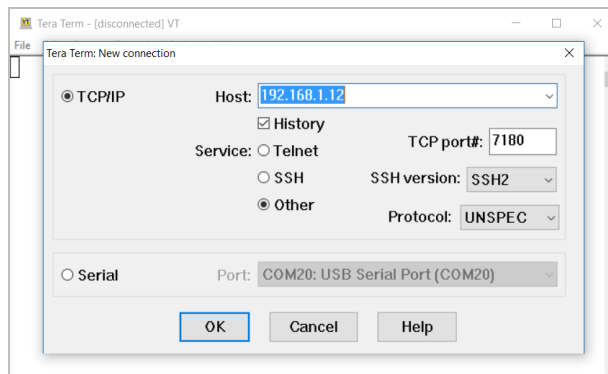 VT Tera Term - [disconnected] VT
File
Tera Term: New connection
TCP/IP Host: 192.168.1.12
History
Service: Telnet TCP port#: 7180
SSH SSH version: SSH2
Other Protocol: UNSPEC
Serial Port: COM20: USB Serial Port (COM20)
OK Cancel Help